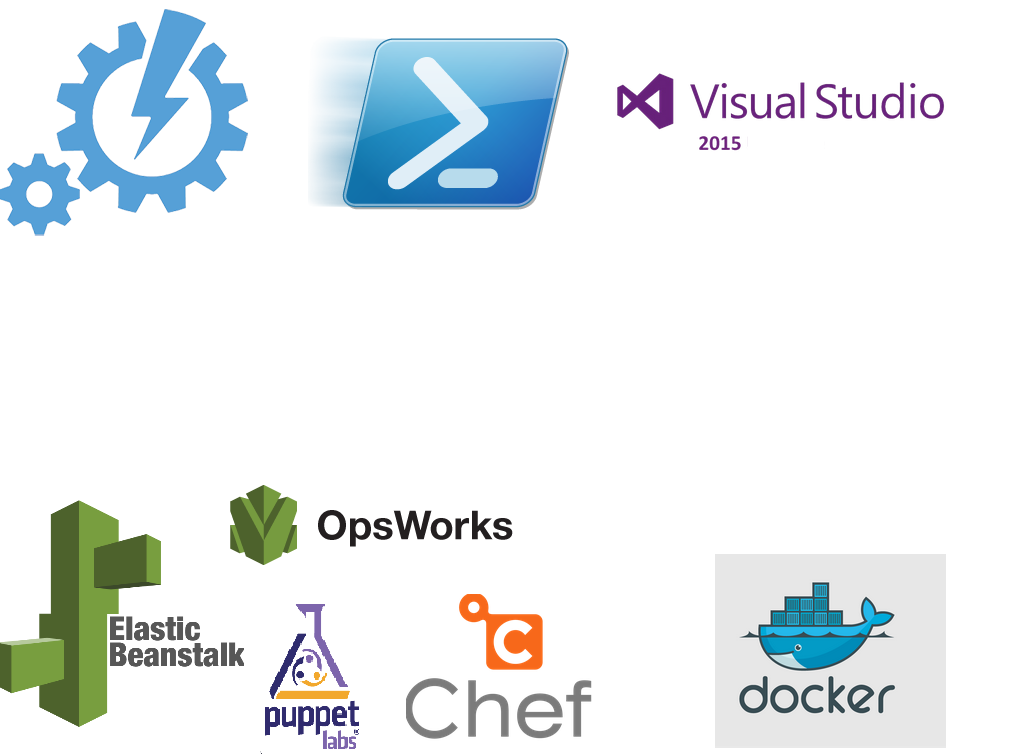 Visual Studio
2015
OpsWorks
Elastic
Beanstalk
puppet
labs
C
Chef
docker